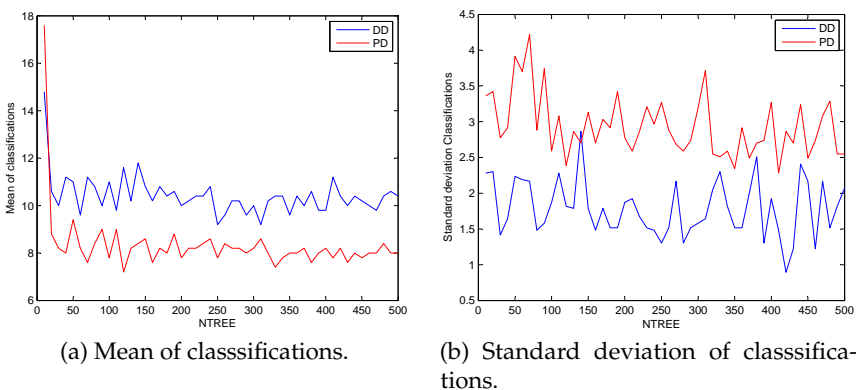 18
16
14
12
10
8
6
Mean of classifications
DD
PD
0 50 100 150 200 250 300 350 400 450 500
NTREE
(a) Mean of classsifications.
4.5
4
3.5
3
2.5
2
1.5
1
0.5
Standard deviation Classifications
DD
PD
0 50 100 150 200 250 300 350 400 450 500
NTREE
(b) Standard deviation of classsifica-
tions.